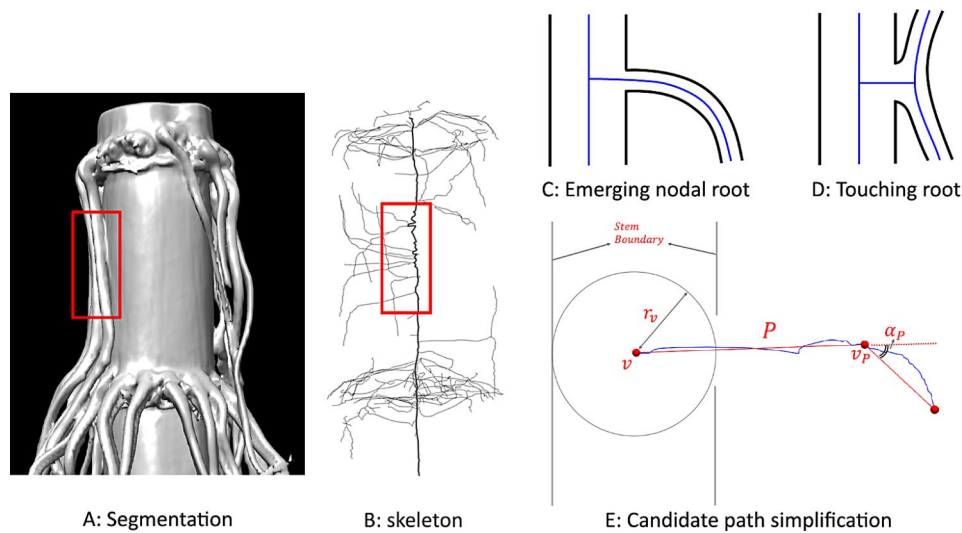 C: Emerging nodal root
D: Touching root
Stem
Boundary
r_v
P
α_P
v
v_P
A: Segmentation
B: skeleton
E: Candidate path simplification